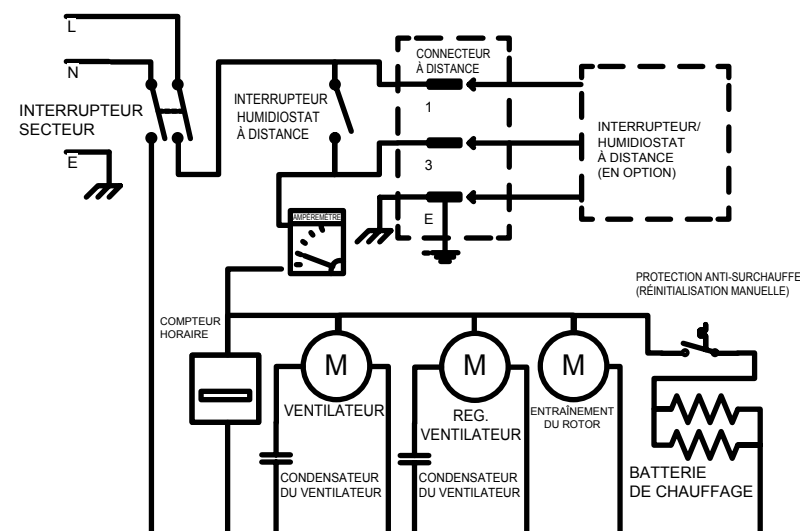 L
N
INTERRUPTEUR
SECTEUR
E
INTERRUPTEUR
HUMIDIOSTAT
À DISTANCE
CONNECTEUR
À DISTANCE
1
3
E
INTERRUPTEUR/
HUMIDIOSTAT
À DISTANCE
(EN OPTION)
AMPÈREMÈTRE
PROTECTION ANTI-SURCHAUFFE
(RÉINITIALISATION MANUELLE)
COMPTEUR
HORAIRE
M
VENTILATEUR
M
REG.
VENTILATEUR
M
ENTRAÎNEMENT
DU ROTOR
CONDENSATEUR
DU VENTILATEUR
CONDENSATEUR
DU VENTILATEUR
BATTERIE
DE CHAUFFAGE